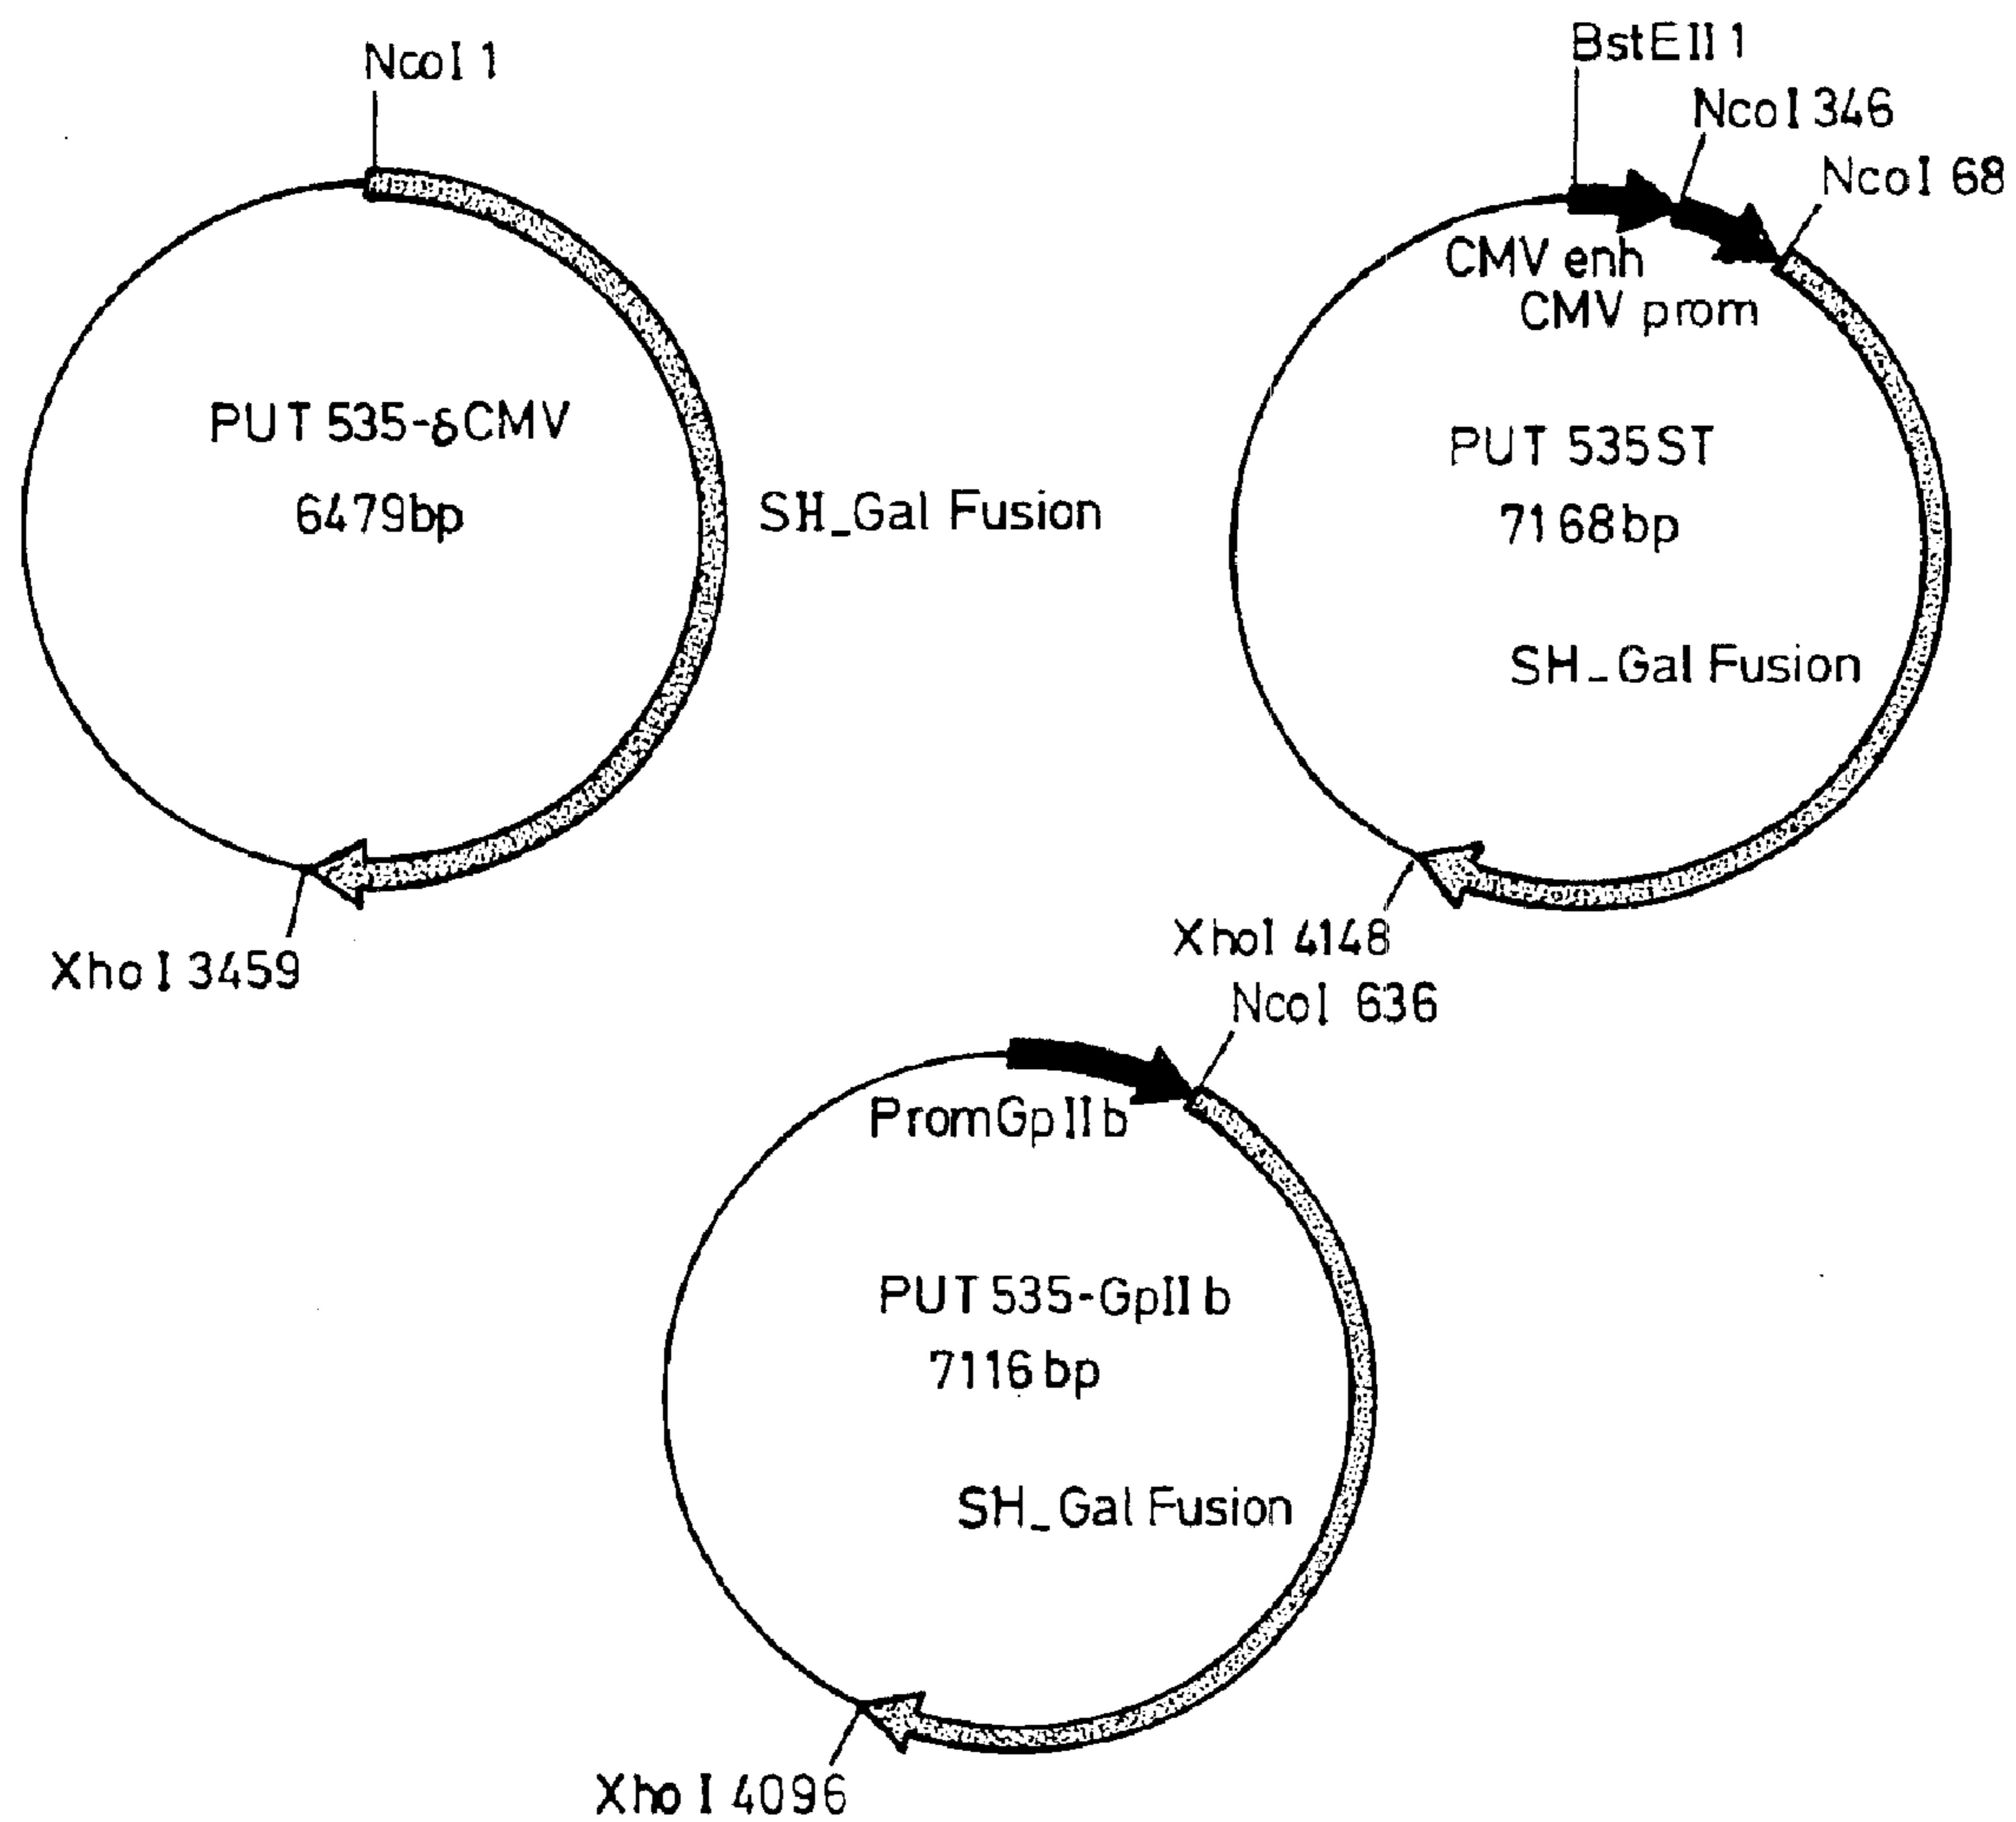 NcoI 1
PUT 535-δCMV
6479bp
SH_Gal Fusion
XhoI 3459
BstEII 1
NcoI 346
NcoI 68
CMV enh
CMV prom
PUT 535ST
7168bp
SH_Gal Fusion
XhoI 4148
NcoI 636
PromGpIIb
PUT 535-GpIIb
7116bp
SH_Gal Fusion
XhoI 4096